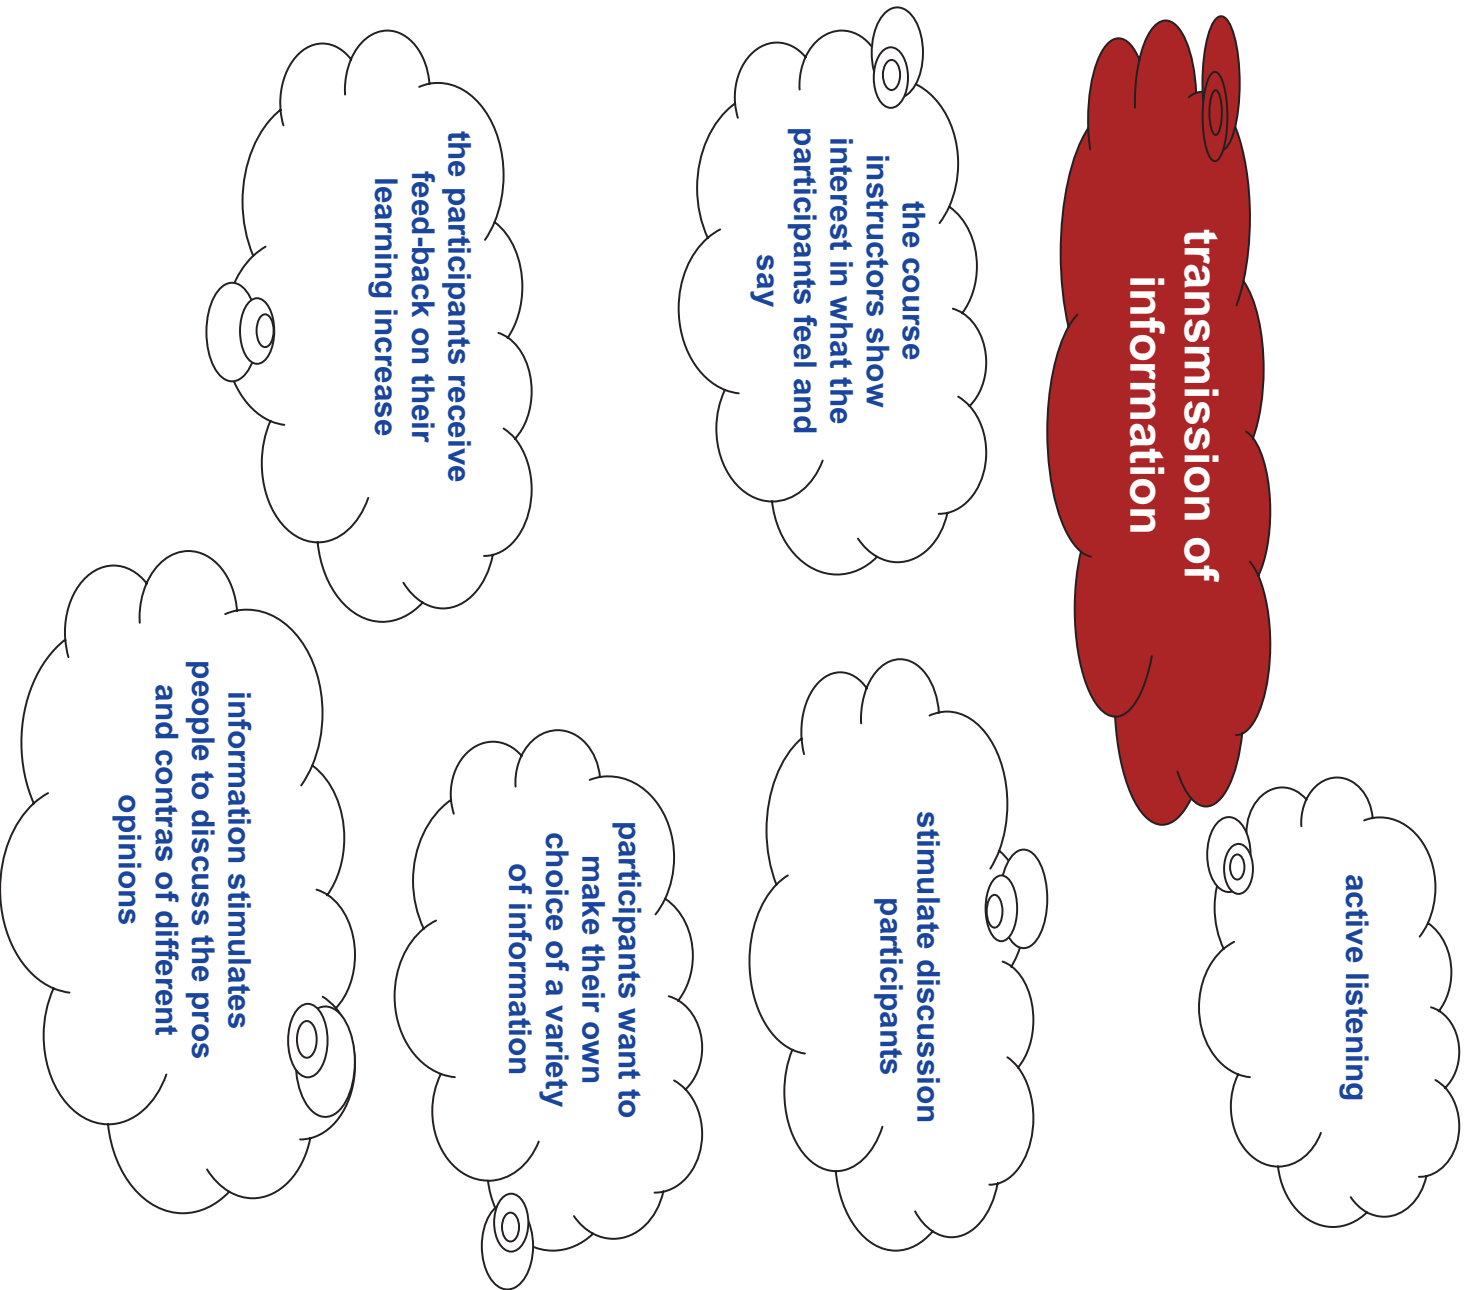 transmission of
information
active listening
the course
instructors show
interest in what the
participants feel and
say
stimulate discussion
participants
the participants receive
feed-back on their
learning increase
participants want to
make their own
choice of a variety
of information
information stimulates
people to discuss the pros
and contras of different
opinions